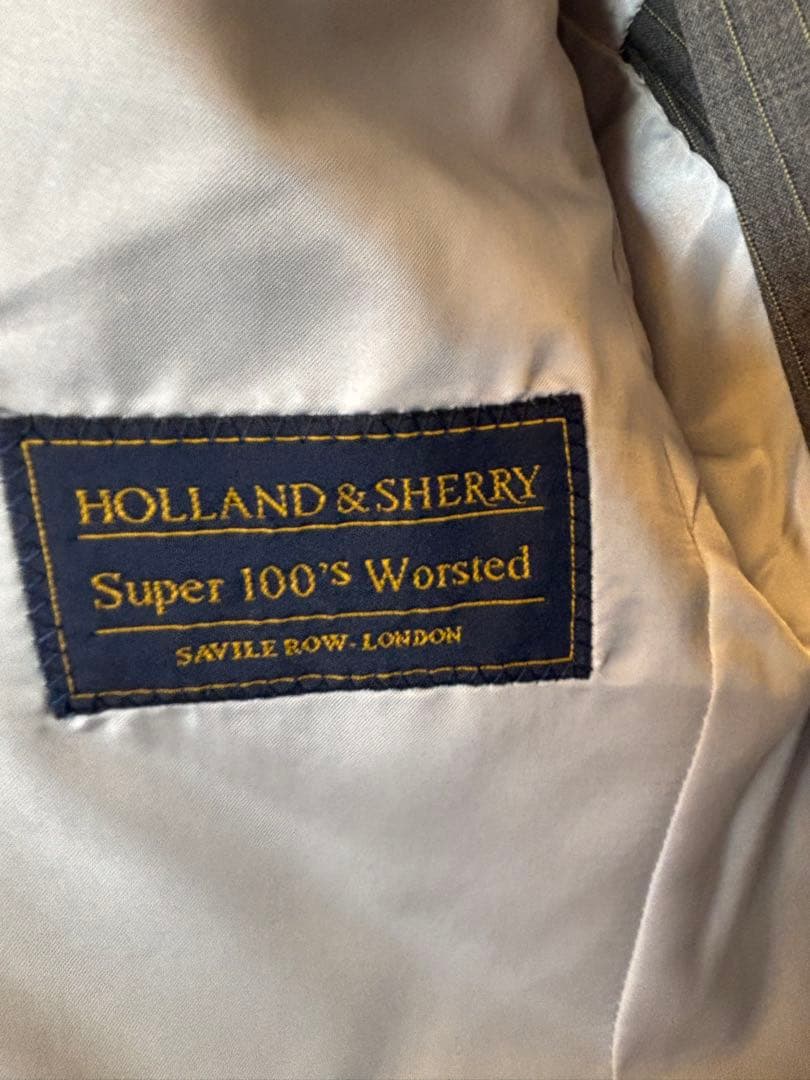 HOLLAND & SHERRY
Super 100's Worsted
SAVILE ROW - LONDON